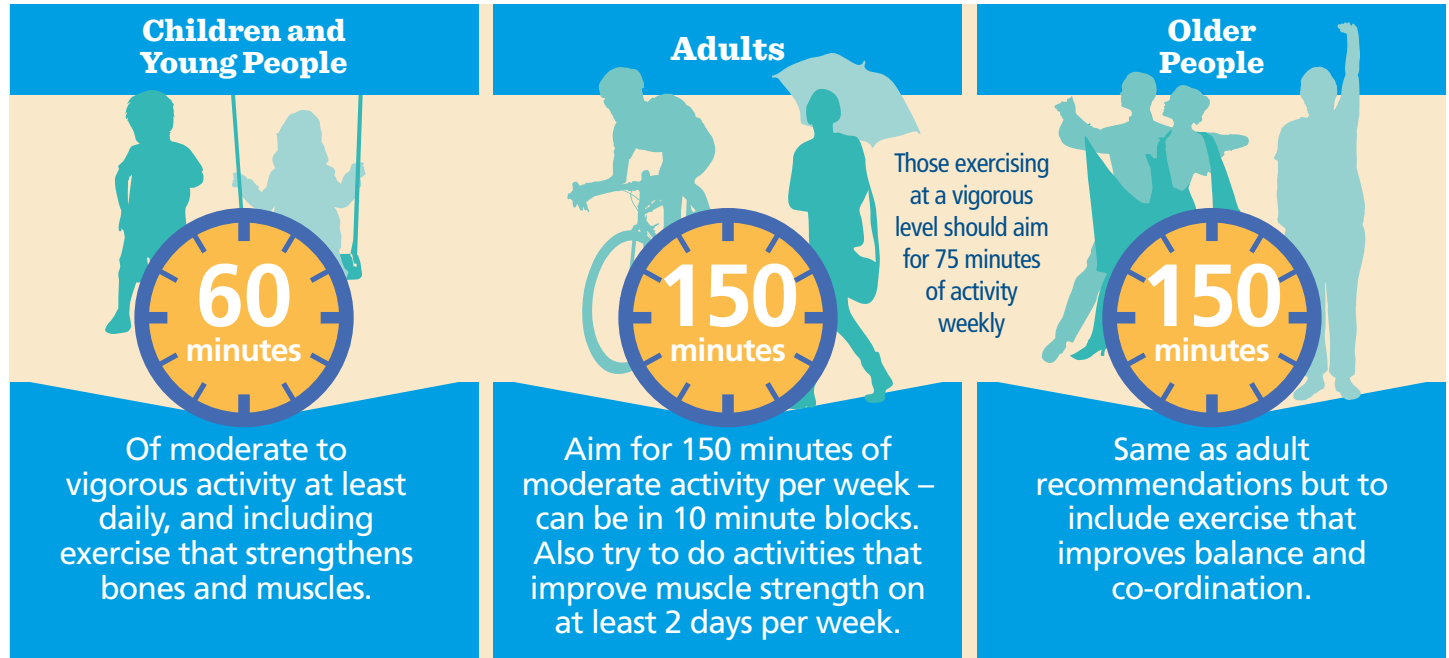 Children and
Young People
60
minutes
Of moderate to
vigorous activity at least
daily, and including
exercise that strengthens
bones and muscles.
Adults
Those exercising
at a vigorous
level should aim
for 75 minutes
of activity
weekly
150
minutes
Aim for 150 minutes of
moderate activity per week –
can be in 10 minute blocks.
Also try to do activities that
improve muscle strength on
at least 2 days per week.
Older
People
150
minutes
Same as adult
recommendations but to
include exercise that
improves balance and
co-ordination.